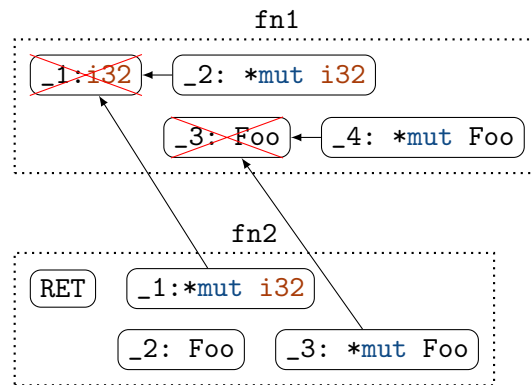 fn1
_1:i32
_2: *mut i32
_3: Foo
_4: *mut Foo
fn2
RET
_1:*mut i32
_2: Foo
_3: *mut Foo